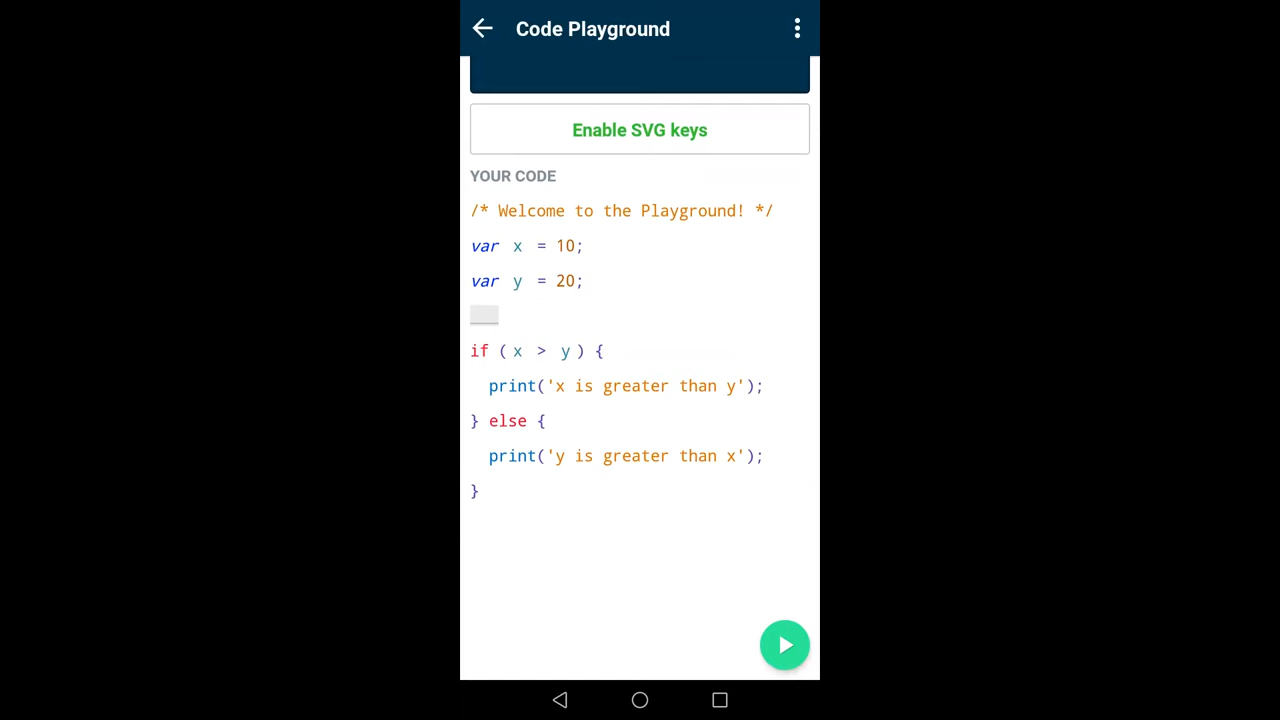 Code Playground
Enable SVG keys
YOUR CODE
/* Welcome to the Playground! */
var x = 10;
var y = 20;
if ( x > y ) {
print('x is greater than y');
} else {
print('y is greater than x');
}